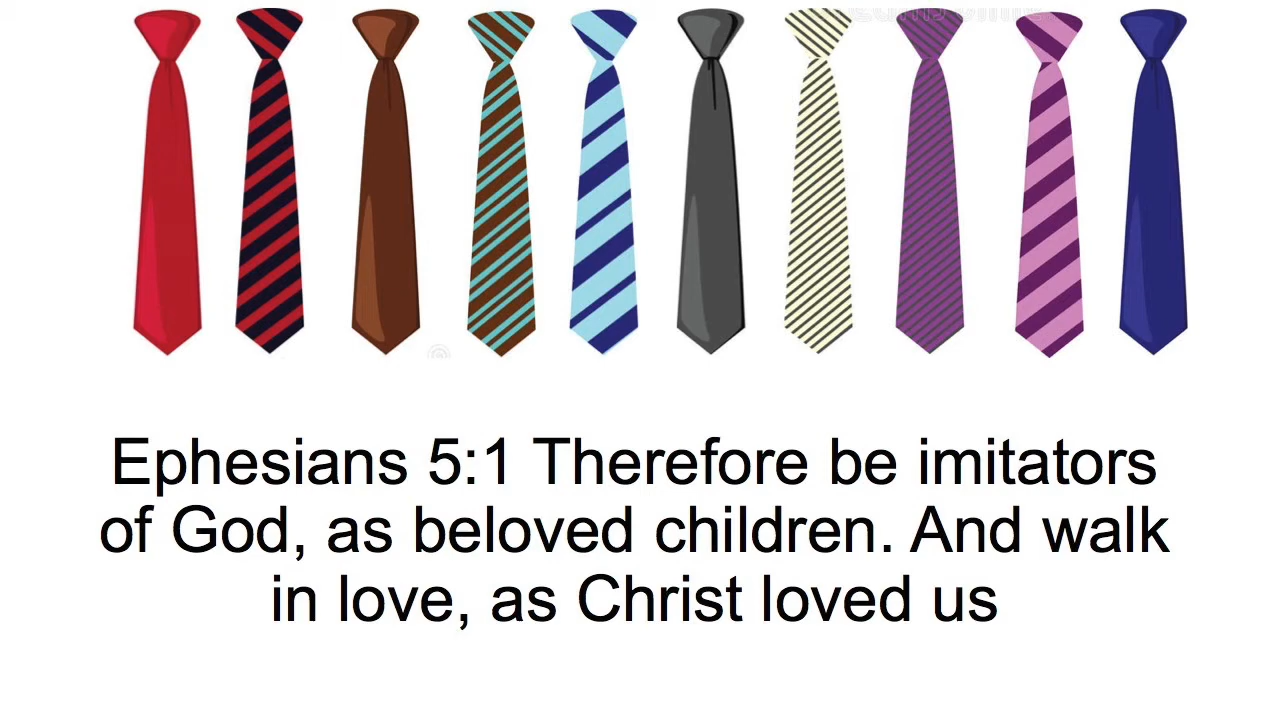 Ephesians 5:1 Therefore be imitators
of God, as beloved children. And walk
in love, as Christ loved us